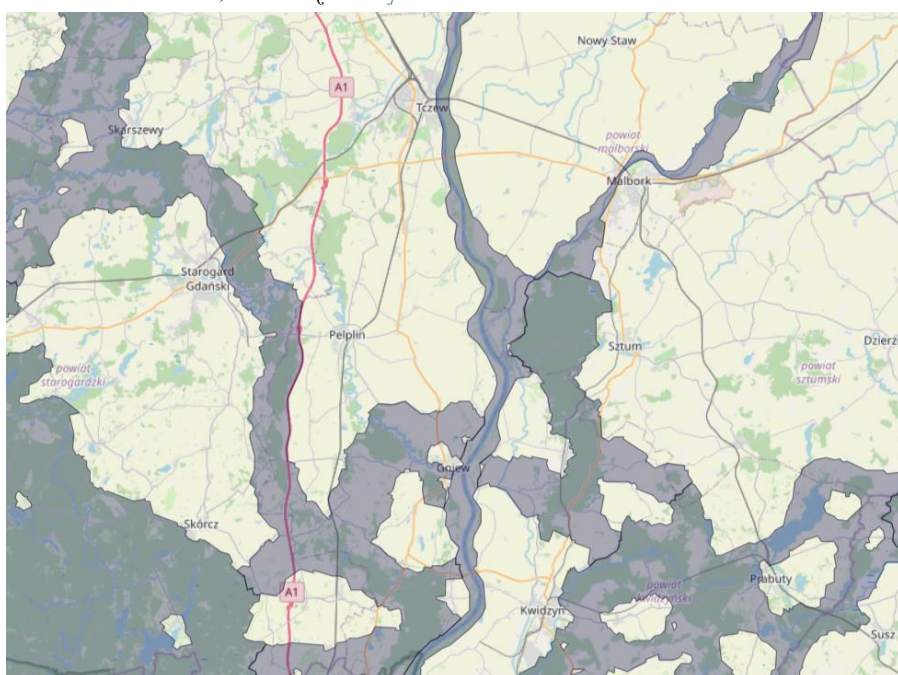 Nowy Staw
A1
Tczew
Skarszewy
powiat
malborski
Malbork
Starogard
Gdański
Pelplin
Sztum
Dzierzg
powiat
starogardzki
powiat
sztumski
Gniew
Skórcz
Prabuty
powiat
kwidzyński
A1
Kwidzyn
Susz